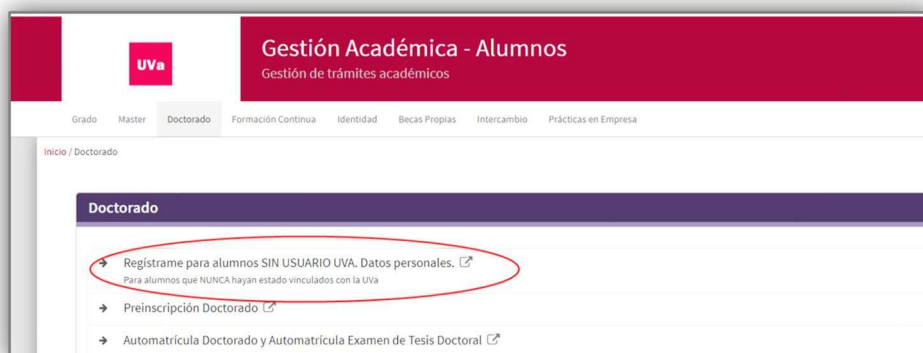 UVa
Gestión Académica - Alumnos
Gestión de trámites académicos
Grado Master Doctorado Formación Continua Identidad Becas Propias Intercambio Prácticas en Empresa
Inicio / Doctorado
Doctorado
Regístrame para alumnos SIN USUARIO UVA. Datos personales.
Para alumnos que NUNCA hayan estado vinculados con la UVa
Preinscripción Doctorado
Automatrícula Doctorado y Automatrícula Examen de Tesis Doctoral